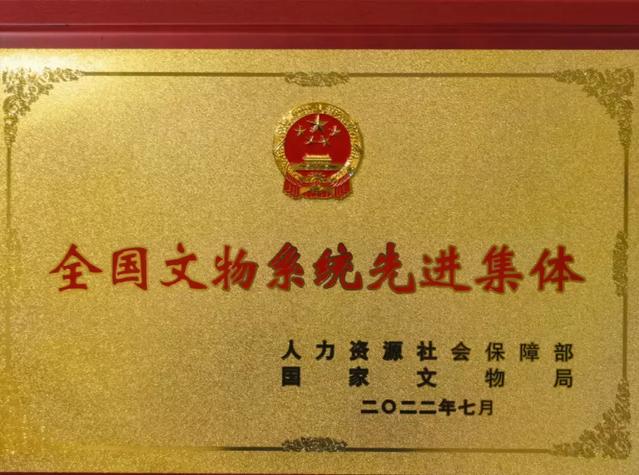 全国文物系统先进集体
人力资源社会保障部
国家文物局
二〇二二年七月